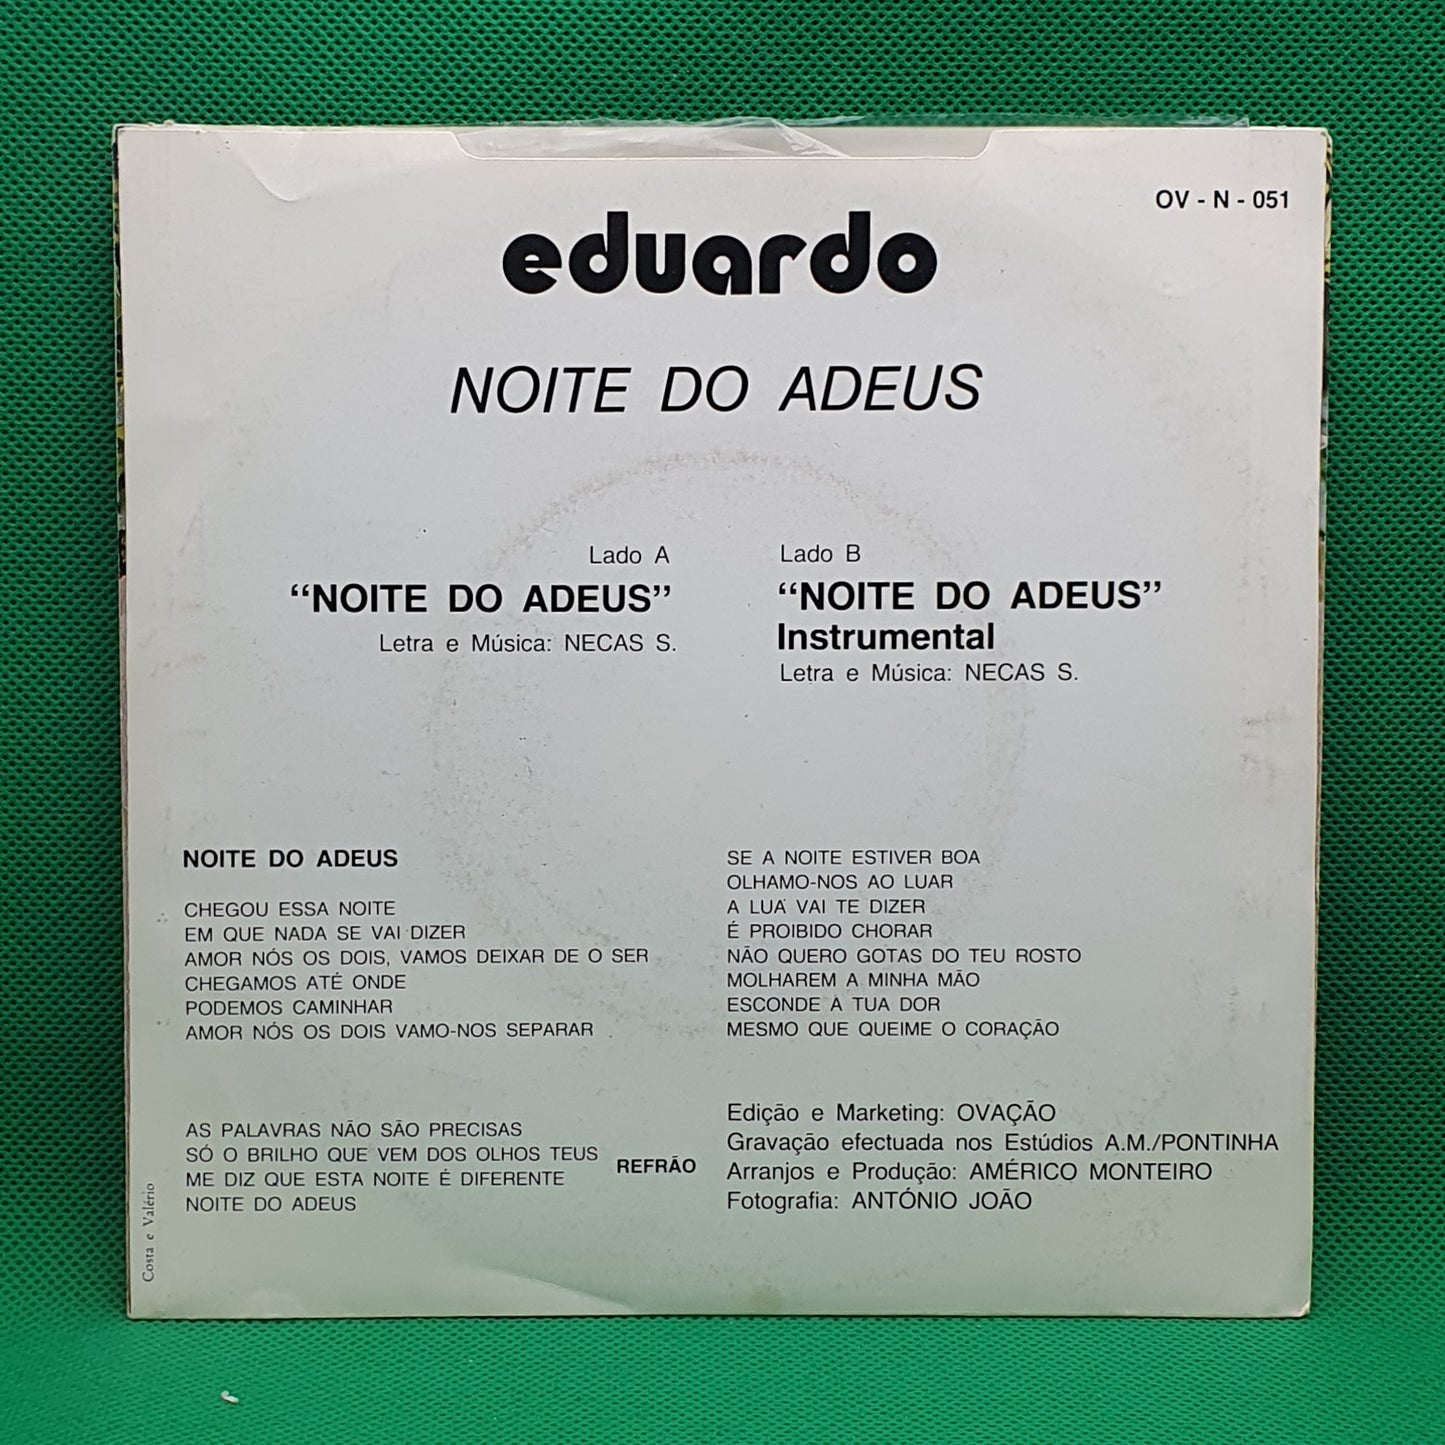 OV - N - 051
eduardo
NOITE DO ADEUS
Lado A
“NOITE DO ADEUS”
Letra e Música: NECAS S.
Lado B
“NOITE DO ADEUS”
Instrumental
Letra e Música: NECAS S.
NOITE DO ADEUS
CHEGOU ESSA NOITE
EM QUE NADA SE VAI DIZER
AMOR NÓS OS DOIS, VAMOS DEIXAR DE O SER
CHEGAMOS ATÉ ONDE
PODEMOS CAMINHAR
AMOR NÓS OS DOIS VAMO-NOS SEPARAR
AS PALAVRAS NÃO SÃO PRECISAS
SÓ O BRILHO QUE VEM DOS OLHOS TEUS
ME DIZ QUE ESTA NOITE É DIFERENTE
NOITE DO ADEUS
REFRÃO
SE A NOITE ESTIVER BOA
OLHAMO-NOS AO LUAR
A LUA VAI TE DIZER
É PROIBIDO CHORAR
NÃO QUERO GOTAS DO TEU ROSTO
MOLHAREM A MINHA MÃO
ESCONDE A TUA DOR
MESMO QUE QUEIME O CORAÇÃO
Edição e Marketing: OVAÇÃO
Gravação efectuada nos Estúdios A.M./PONTINHA
Arranjos e Produção: AMÉRICO MONTEIRO
Fotografia: ANTÓNIO JOÃO
Costa e Valério